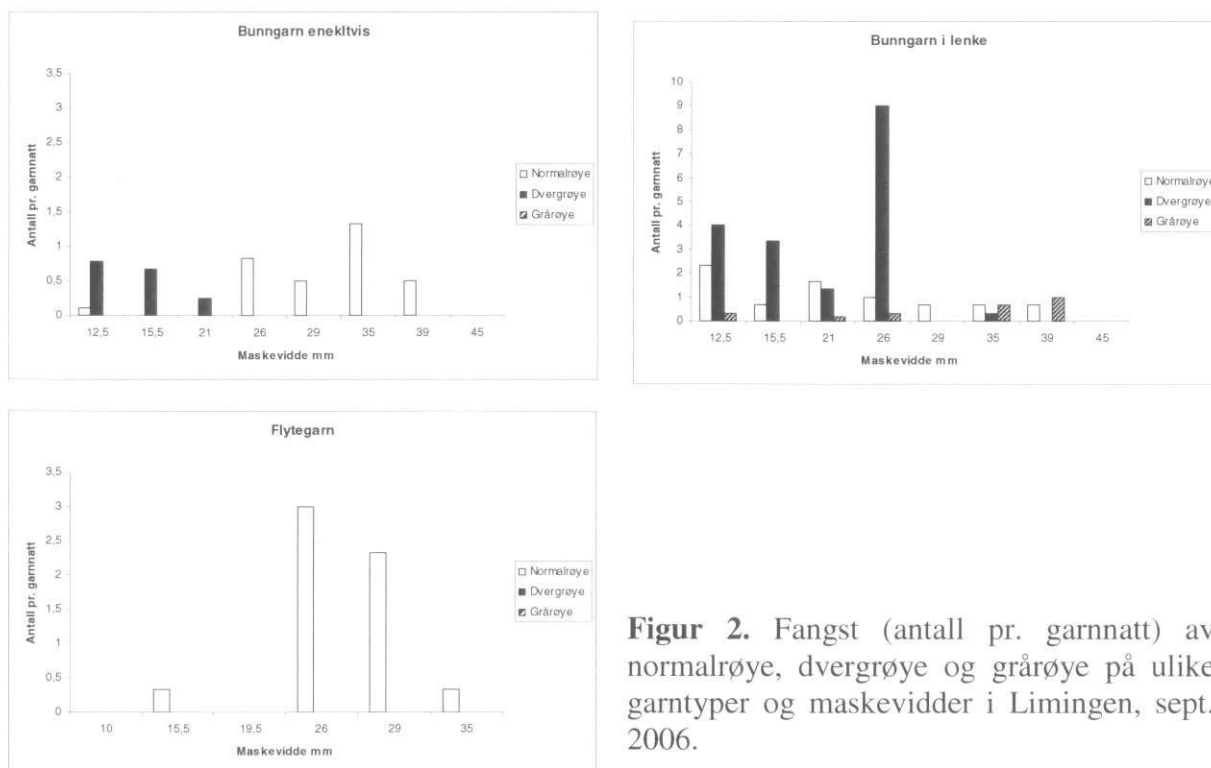 Bunngarn enekltvis
3,5
3
2,5
2
1,5
1
0,5
0
Antall pr. garnnatt
12,5 15,5 21 26 29 35 39 45
Maskevidde mm
Normalrøye
Dvergrøye
Grårøye
Bunngarn i lenke
10
9
8
7
6
5
4
3
2
1
0
Antall pr. garnnatt
12,5 15,5 21 26 29 35 39 45
Maskevidde mm
Normalrøye
Dvergrøye
Grårøye
Flytegarn
3,5
3
2,5
2
1,5
1
0,5
0
Antall pr. garnnatt
10 15,5 19,5 26 29 35
Maskevidde mm
Normalrøye
Dvergrøye
Grårøye
Figur 2. Fangst (antall pr. garnnatt) av
normalrøye, dvergrøye og grårøye på ulike
garntyper og maskevidder i Limingen, sept.
2006.